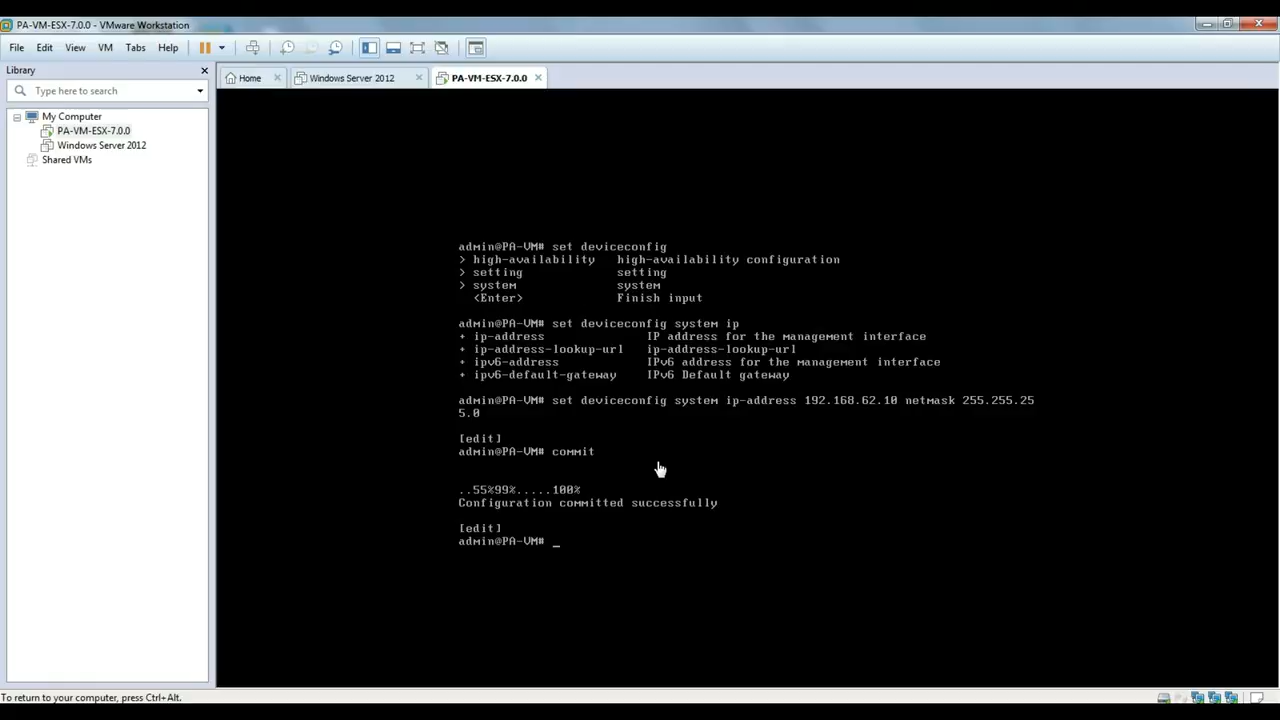 PA-VM-ESX-7.0.0 - VMware Workstation
File Edit View VM Tabs Help
Library
Type here to search
My Computer
PA-VM-ESX-7.0.0
Windows Server 2012
Shared VMs
Home Windows Server 2012 PA-VM-ESX-7.0.0
admin@PA-VM# set deviceconfig
> high-availability high-availability configuration
> setting setting
> system system
<Enter> Finish input
admin@PA-VM# set deviceconfig system ip
+ ip-address IP address for the management interface
+ ip-address-lookup-url ip-address-lookup-url
+ ipv6-address IPv6 address for the management interface
+ ipv6-default-gateway IPv6 Default gateway
admin@PA-VM# set deviceconfig system ip-address 192.168.62.10 netmask 255.255.25
5.0
[edit]
admin@PA-VM# commit
..55%99%.....100%
Configuration committed successfully
[edit]
admin@PA-VM# _
To return to your computer, press Ctrl+Alt.